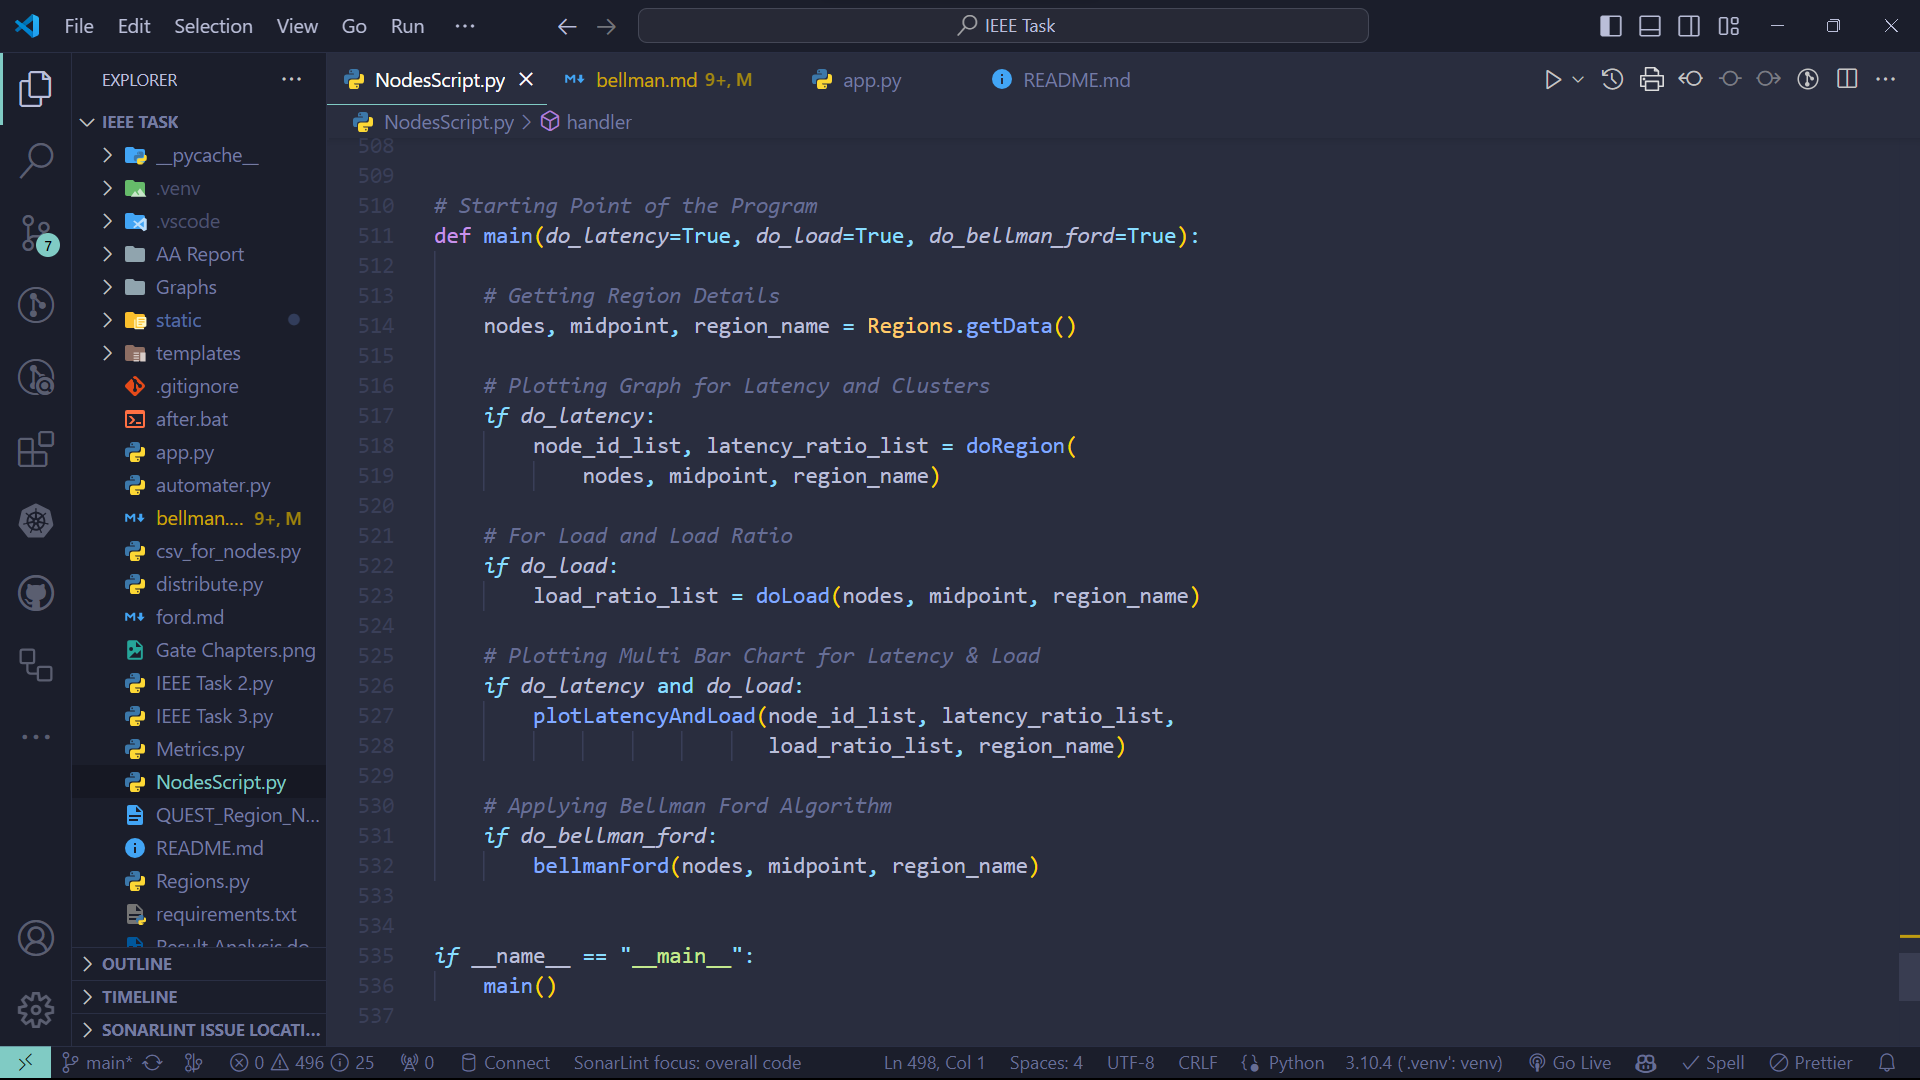 File Edit Selection View Go Run ···
IEEE Task
EXPLORER ···
IEEE TASK
__pycache__
.venv
.vscode
AA Report
Graphs
static
templates
.gitignore
after.bat
app.py
automater.py
bellman.... 9+, M
csv_for_nodes.py
distribute.py
ford.md
Gate Chapters.png
IEEE Task 2.py
IEEE Task 3.py
Metrics.py
NodesScript.py
QUEST_Region_N...
README.md
Regions.py
requirements.txt
Result Analysis.do
OUTLINE
TIMELINE
SONARLINT ISSUE LOCATI...
7
NodesScript.py bellman.md 9+, M app.py README.md
NodesScript.py > handler
508
509
510 # Starting Point of the Program
511 def main(do_latency=True, do_load=True, do_bellman_ford=True):
512
513 # Getting Region Details
514 nodes, midpoint, region_name = Regions.getData()
515
516 # Plotting Graph for Latency and Clusters
517 if do_latency:
518 node_id_list, latency_ratio_list = doRegion(
519 nodes, midpoint, region_name)
520
521 # For Load and Load Ratio
522 if do_load:
523 load_ratio_list = doLoad(nodes, midpoint, region_name)
524
525 # Plotting Multi Bar Chart for Latency & Load
526 if do_latency and do_load:
527 plotLatencyAndLoad(node_id_list, latency_ratio_list,
528 load_ratio_list, region_name)
529
530 # Applying Bellman Ford Algorithm
531 if do_bellman_ford:
532 bellmanFord(nodes, midpoint, region_name)
533
534
535 if __name__ == "__main__":
536 main()
537
main* 0 496 25 0 Connect SonarLint focus: overall code Ln 498, Col 1 Spaces: 4 UTF-8 CRLF Python 3.10.4 ('.venv': venv) Go Live Spell Prettier